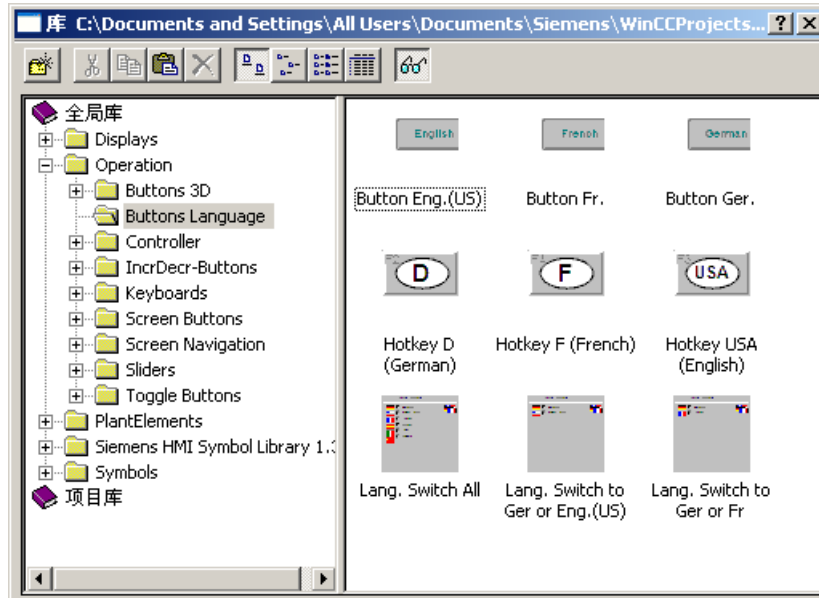 库 C:\Documents and Settings\All Users\Documents\Siemens\WinCCProjects...
全局库
Displays
Operation
Buttons 3D
Buttons Language
Controller
IncrDecr-Buttons
Keyboards
Screen Buttons
Screen Navigation
Sliders
Toggle Buttons
PlantElements
Siemens HMI Symbol Library 1.3
Symbols
项目库
English
French
German
Button Eng.(US)
Button Fr.
Button Ger.
D
F
USA
Hotkey D
(German)
Hotkey F (French)
Hotkey USA
(English)
Lang. Switch All
Lang. Switch to
Ger or Eng.(US)
Lang. Switch to
Ger or Fr